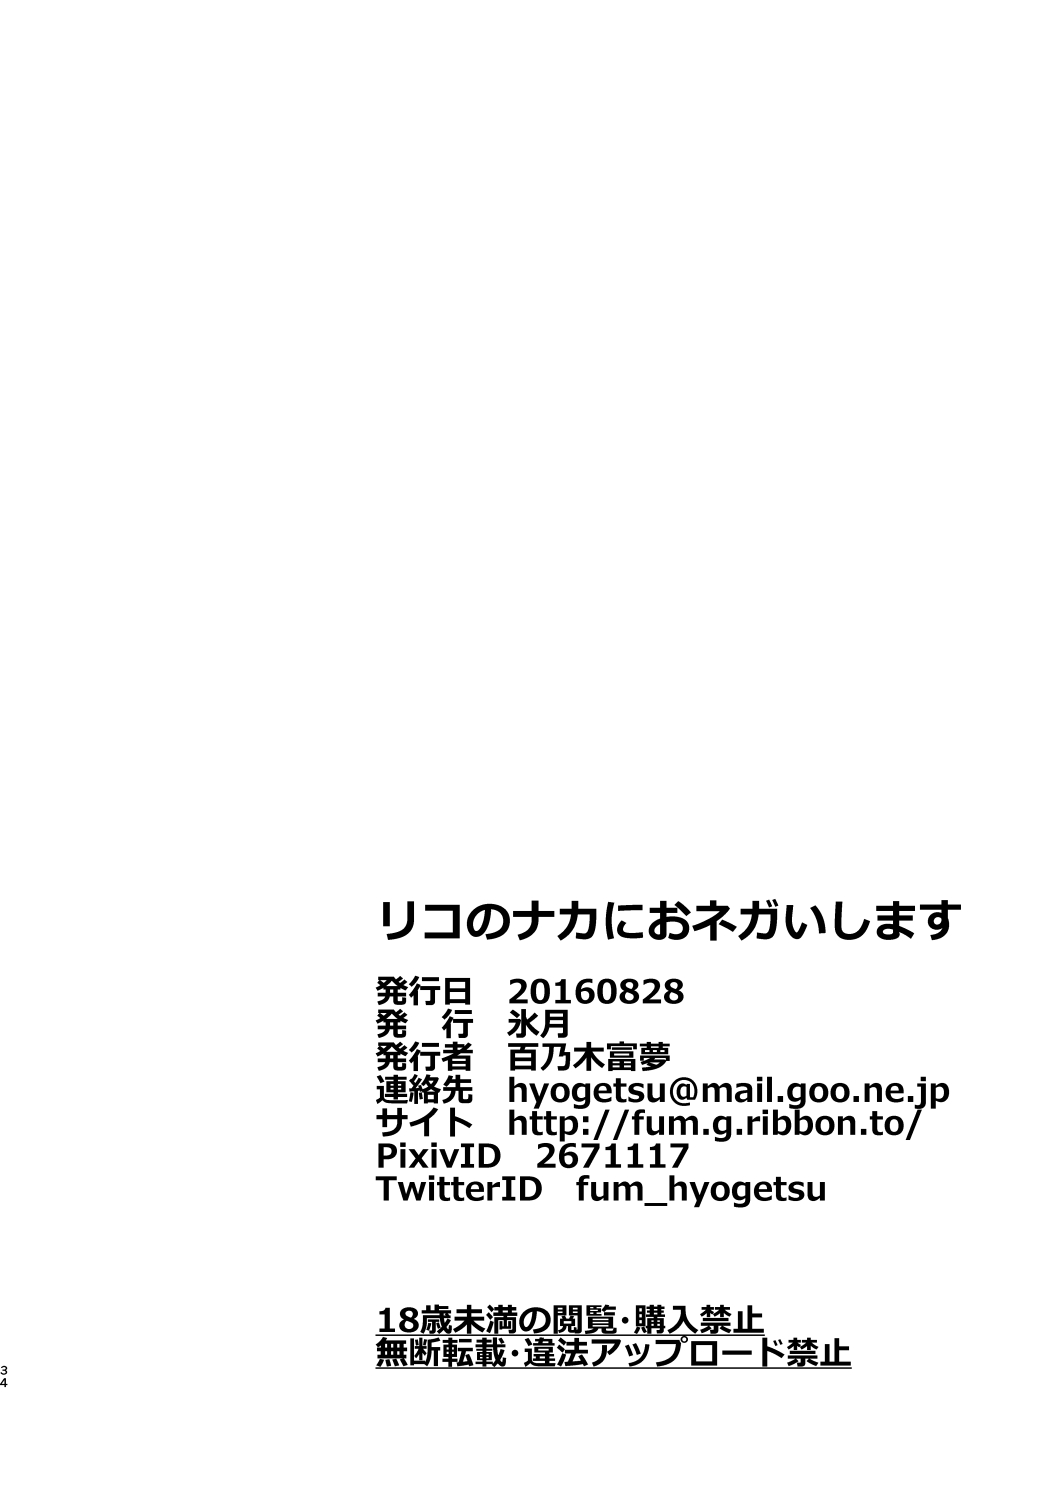 リコのナカにおネガいします
発行日　20160828
発　行　氷月
発行者　百乃木富夢
連絡先　hyogetsu@mail.goo.ne.jp
サイト　http://fum.g.ribbon.to/
PixivID　2671117
TwitterID　fum_hyogetsu
18歳未満の閲覧･購入禁止
無断転載･違法アップロード禁止
34